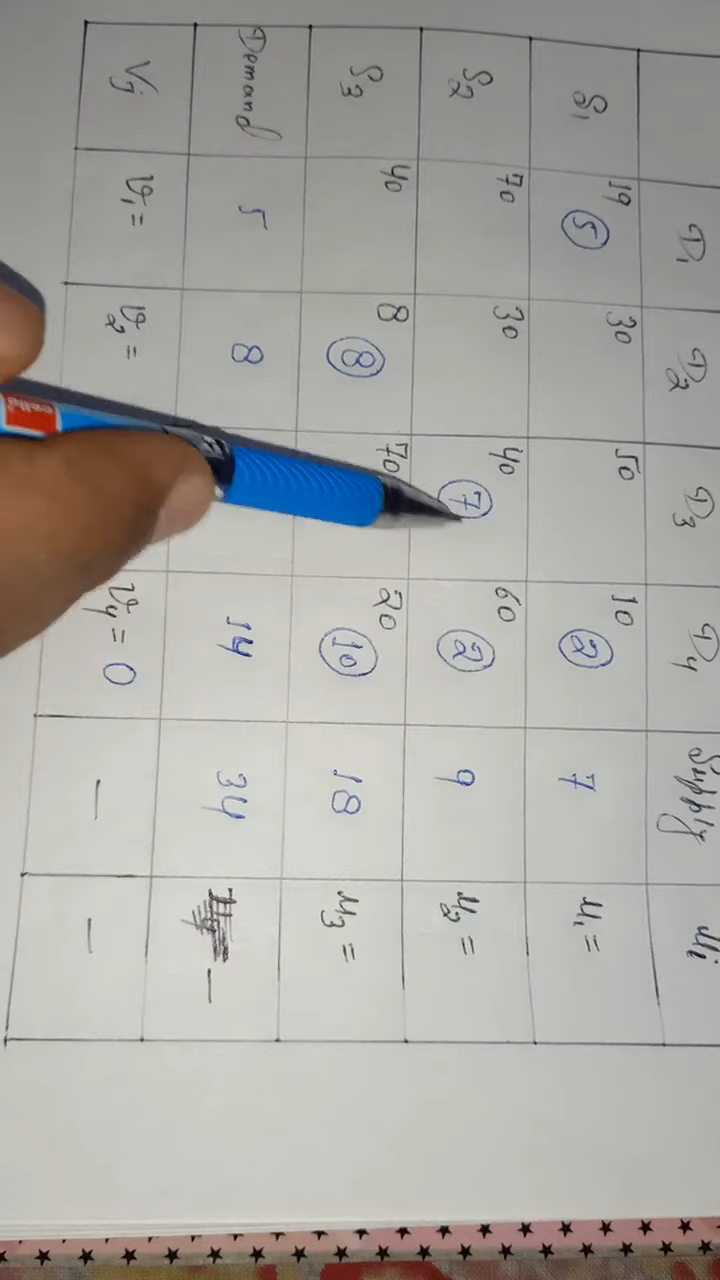 D1 D2 D3 D4 Supply ui
S1 19 5 30 50 10 2 7 u1 =
S2 70 30 40 7 60 2 9 u2 =
S3 40 8 8 70 20 10 18 u3 =
Demand 5 8 14 34 –
Vj v1 = v2 = v4 = 0 – –